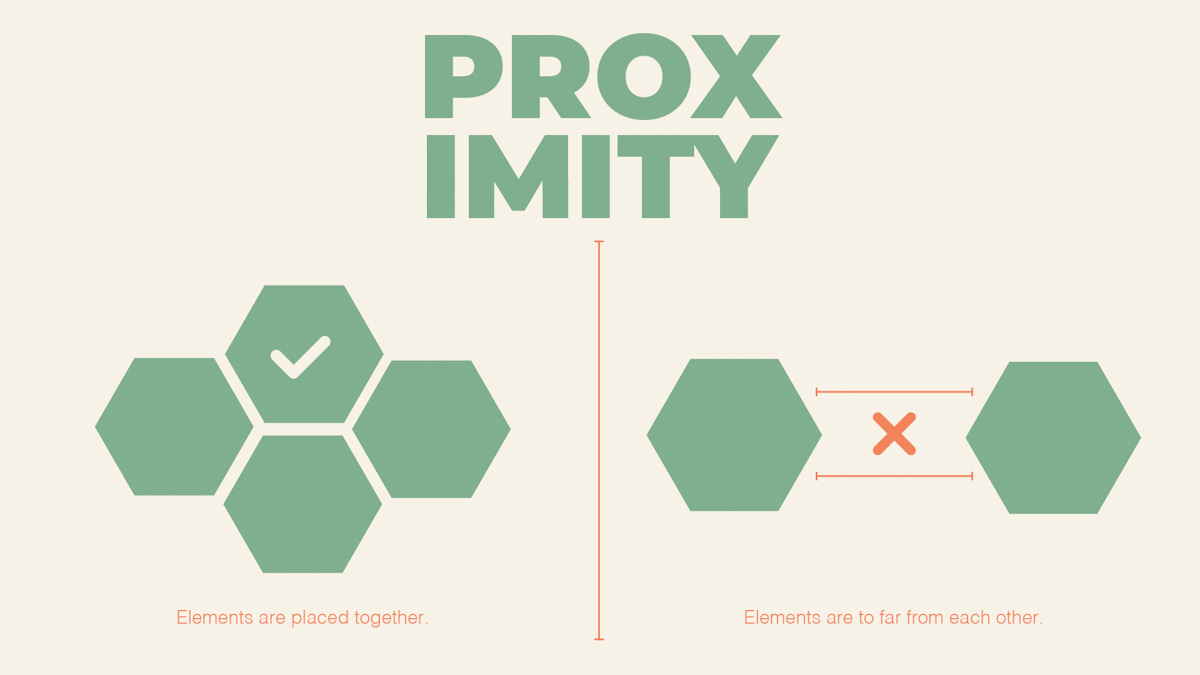 PROX
IMITY
Elements are placed together.
Elements are to far from each other.